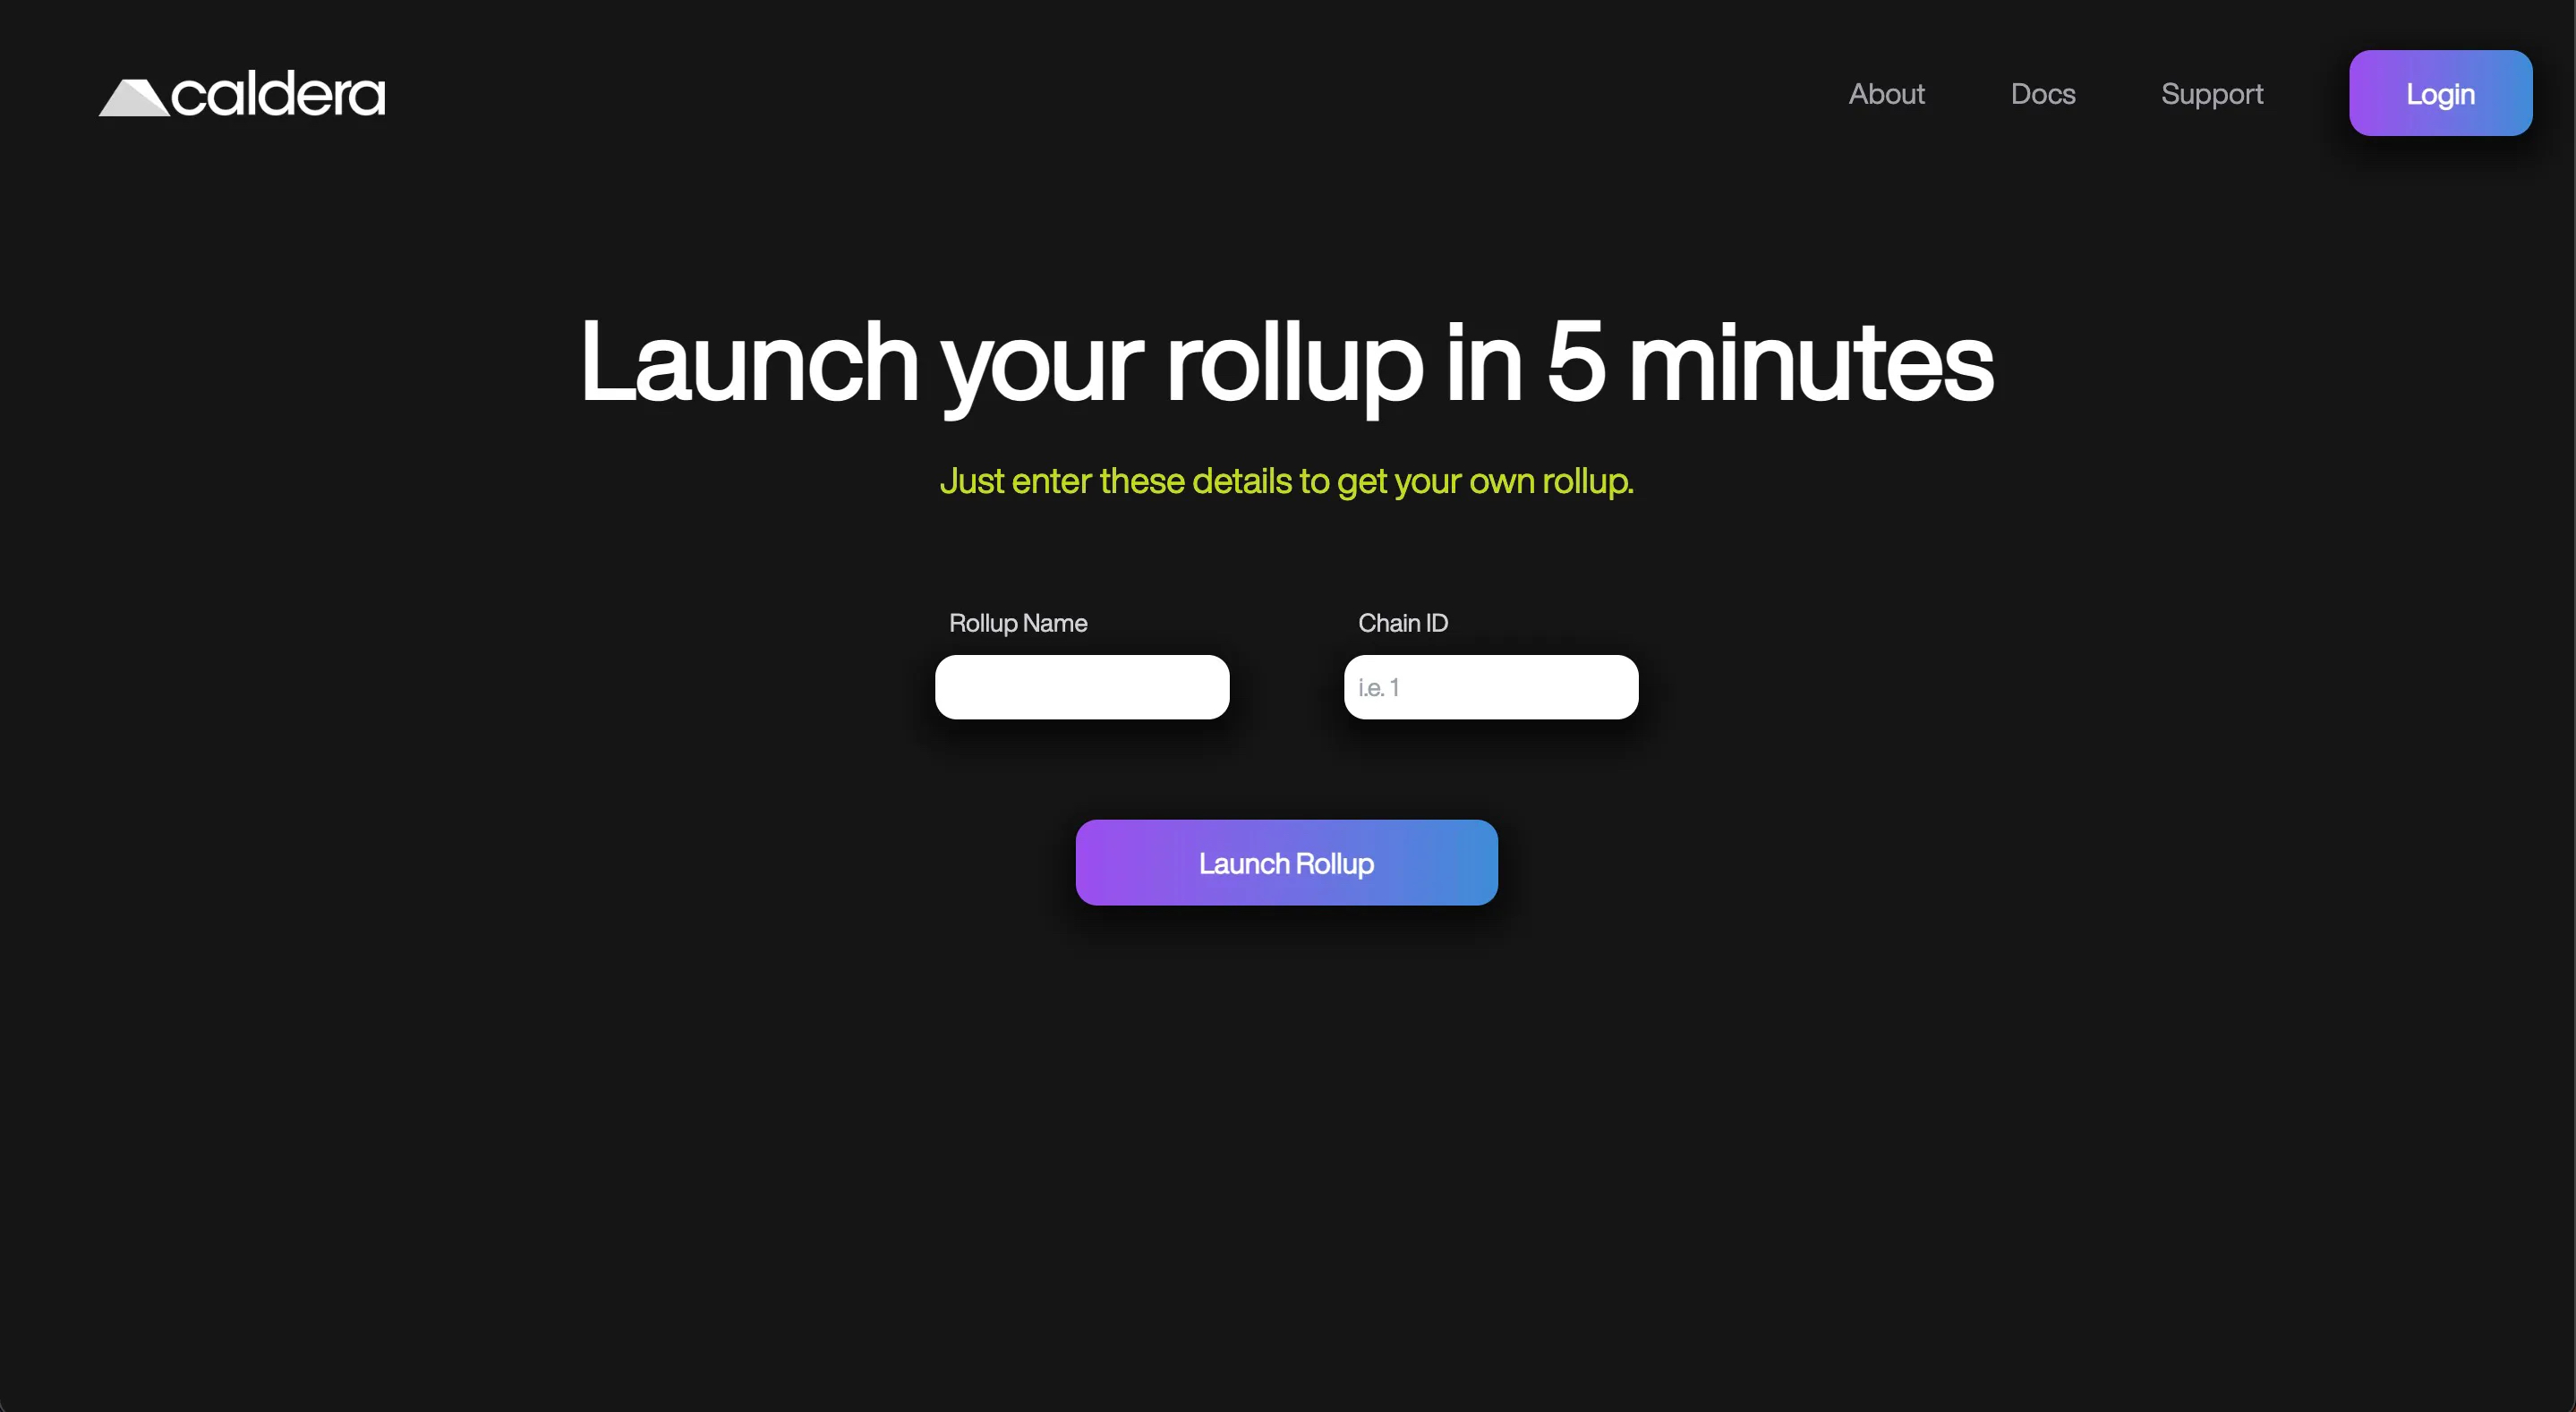 caldera
About
Docs
Support
Login
Launch your rollup in 5 minutes
Just enter these details to get your own rollup.
Rollup Name
Chain ID
i.e. 1
Launch Rollup